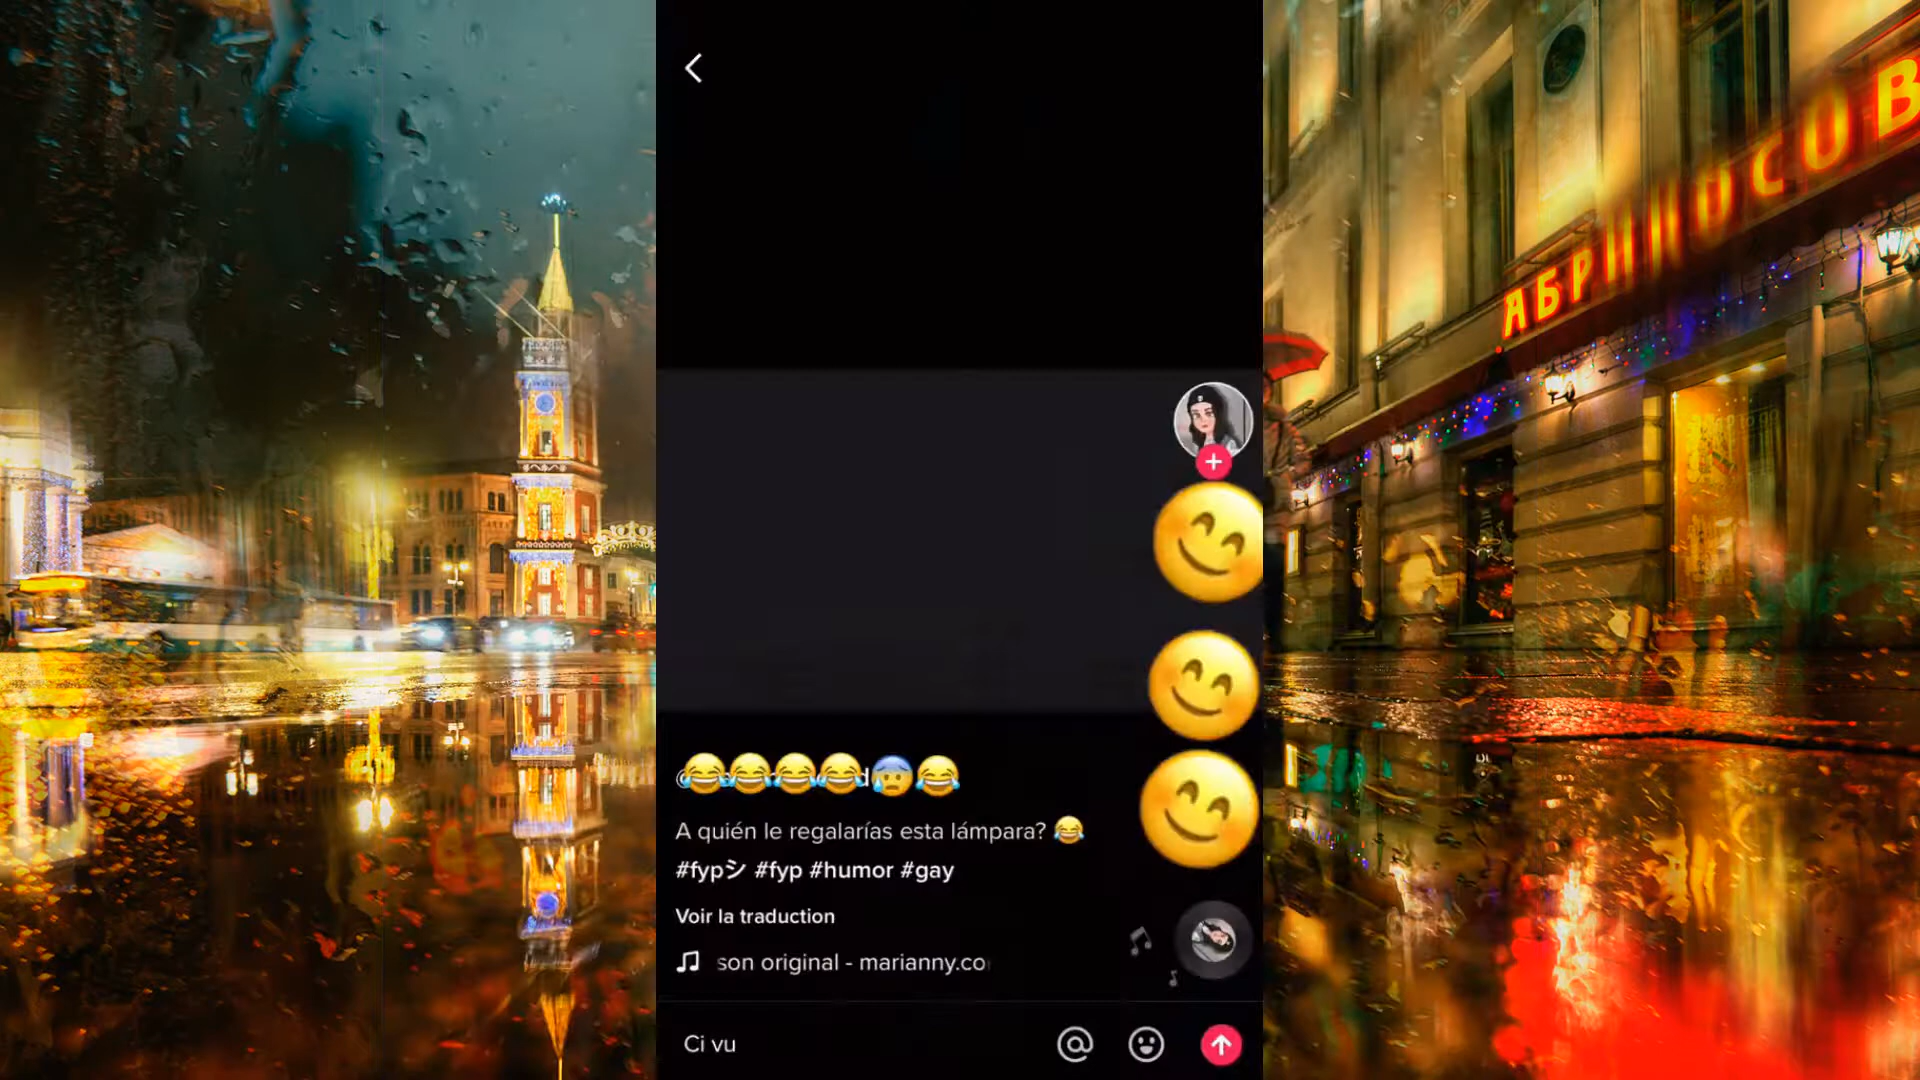 АБРИКОСОВ
A quién le regalarías esta lámpara? 😂
#fypシ #fyp #humor #gay
Voir la traduction
son original - marianny.co
Ci vu